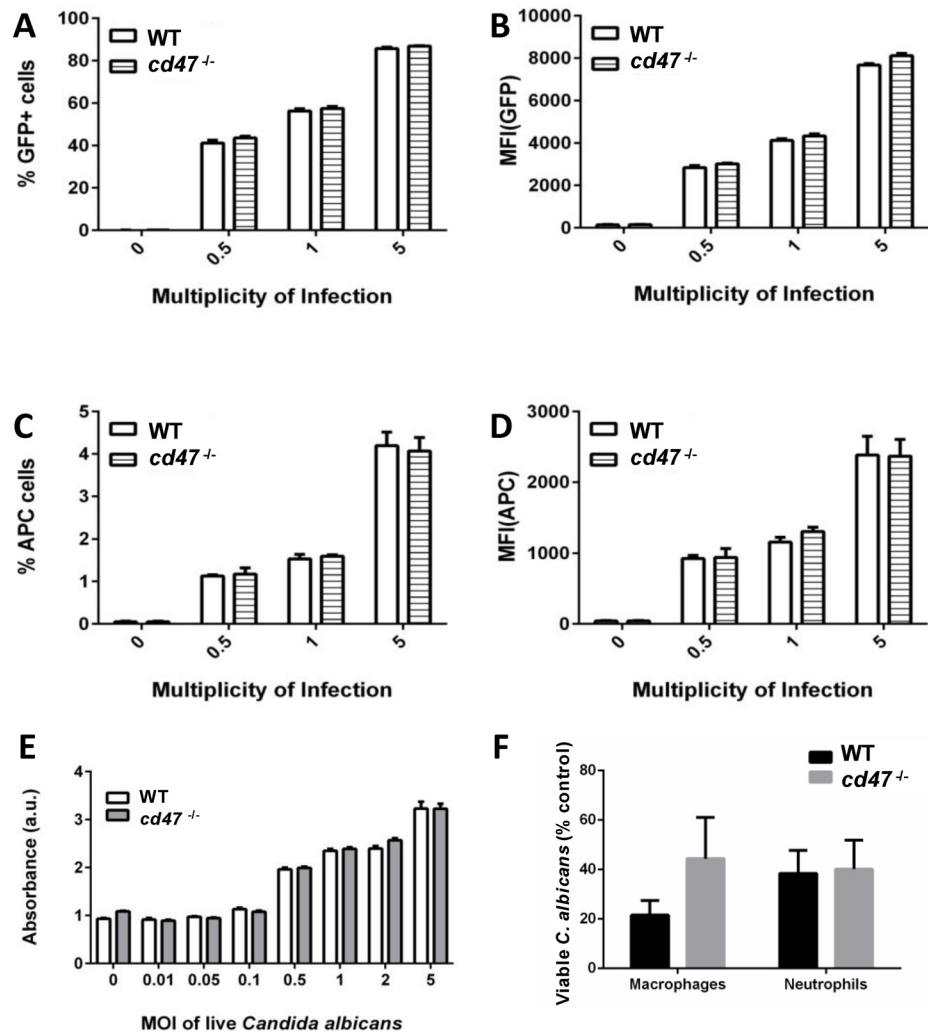 A
% GFP+ cells
100
80
60
40
20
0
WT
cd47 -/-
0
0.5
1
5
Multiplicity of Infection
B
MFI(GFP)
10000
8000
6000
4000
2000
0
WT
cd47 -/-
0
0.5
1
5
Multiplicity of Infection
C
% APC cells
5
4
3
2
1
0
WT
cd47 -/-
0
0.5
1
5
Multiplicity of Infection
D
MFI(APC)
3000
2000
1000
0
WT
cd47 -/-
0
0.5
1
5
Multiplicity of Infection
E
Absorbance (a.u.)
4
3
2
1
0
WT
cd47 -/-
0
0.01
0.05
0.1
0.5
1
2
5
MOI of live Candida albicans
F
Viable C. albicans (% control)
80
60
40
20
0
WT
cd47 -/-
Macrophages
Neutrophils